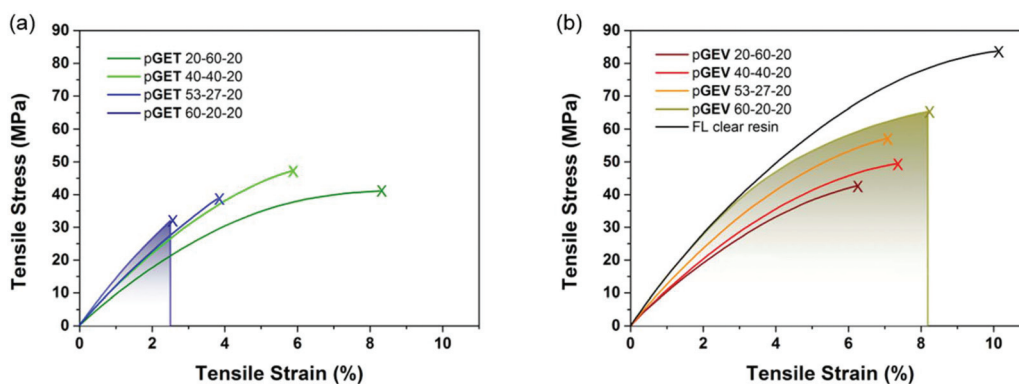 (a)
90
80
70
60
50
40
30
20
10
0
Tensile Stress (MPa)
pGET 20-60-20
pGET 40-40-20
pGET 53-27-20
pGET 60-20-20
0 2 4 6 8 10
Tensile Strain (%)
(b)
90
80
70
60
50
40
30
20
10
0
Tensile Stress (MPa)
pGEV 20-60-20
pGEV 40-40-20
pGEV 53-27-20
pGEV 60-20-20
FL clear resin
0 2 4 6 8 10
Tensile Strain (%)